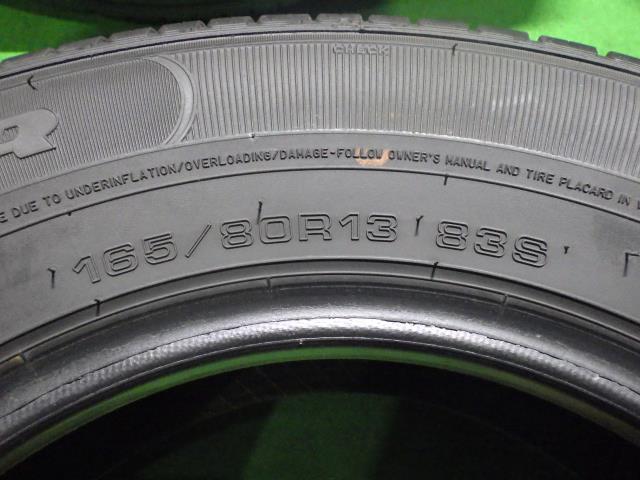 CHECK
R
E DUE TO UNDERINFLATION/OVERLOADING/DAMAGE-FOLLOW OWNER'S MANUAL AND TIRE PLACARD IN V
165/80R13 83S